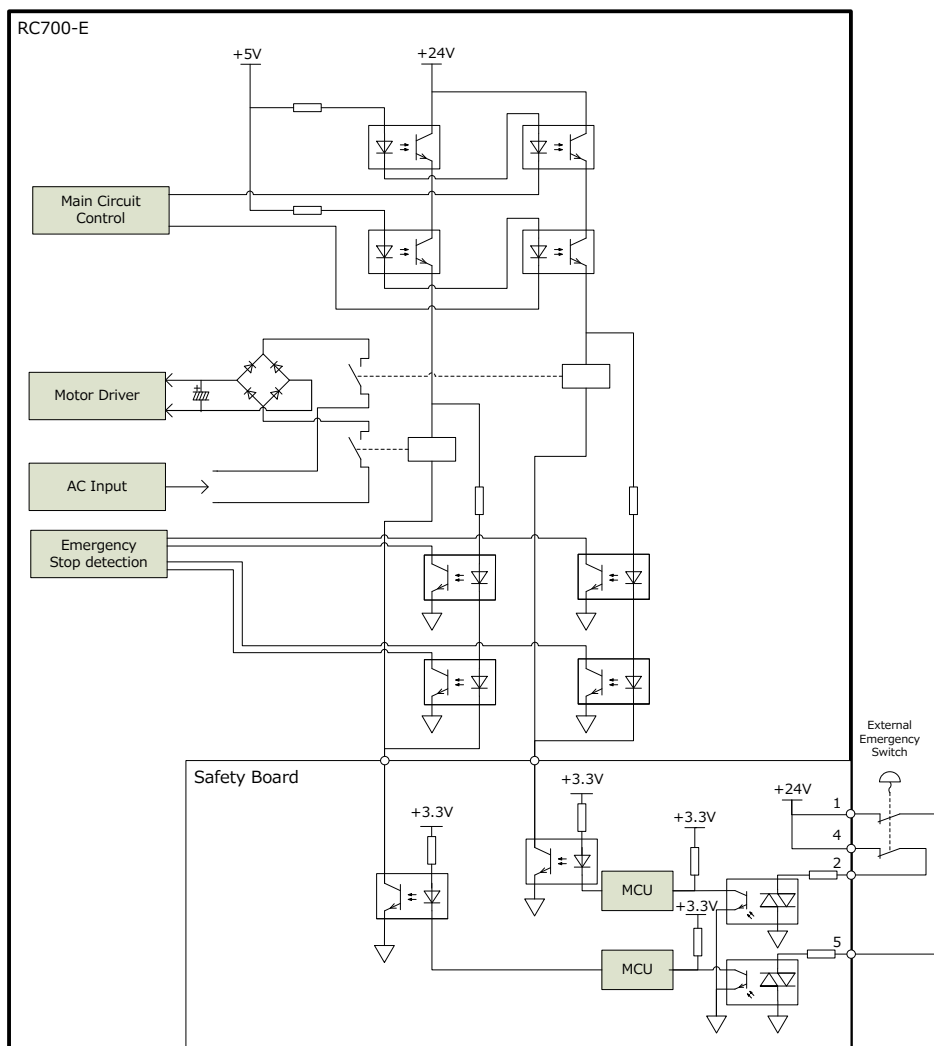 RC700-E
+5V
+24V
Main Circuit
Control
Motor Driver
AC Input
Emergency
Stop detection
External
Emergency
Switch
Safety Board
+3.3V
+3.3V
+3.3V
+24V
1
4
2
MCU
+3.3V
5
MCU